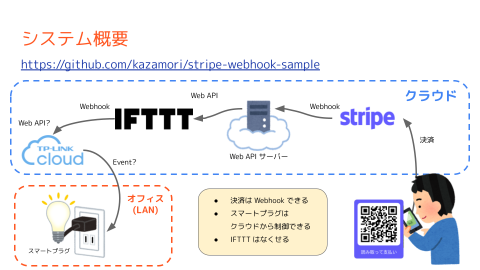 システム概要
https://github.com/kazamori/stripe-webhook-sample
クラウド
Web API
Webhook
Webhook
IFTTT
stripe
Web API?
Web API サーバー
決済
TP-LINK
cloud
Event?
オフィス
(LAN)
スマートプラグ
決済は Webhook できる
スマートプラグは
クラウドから制御できる
IFTTT はなくせる
読み取って支払い